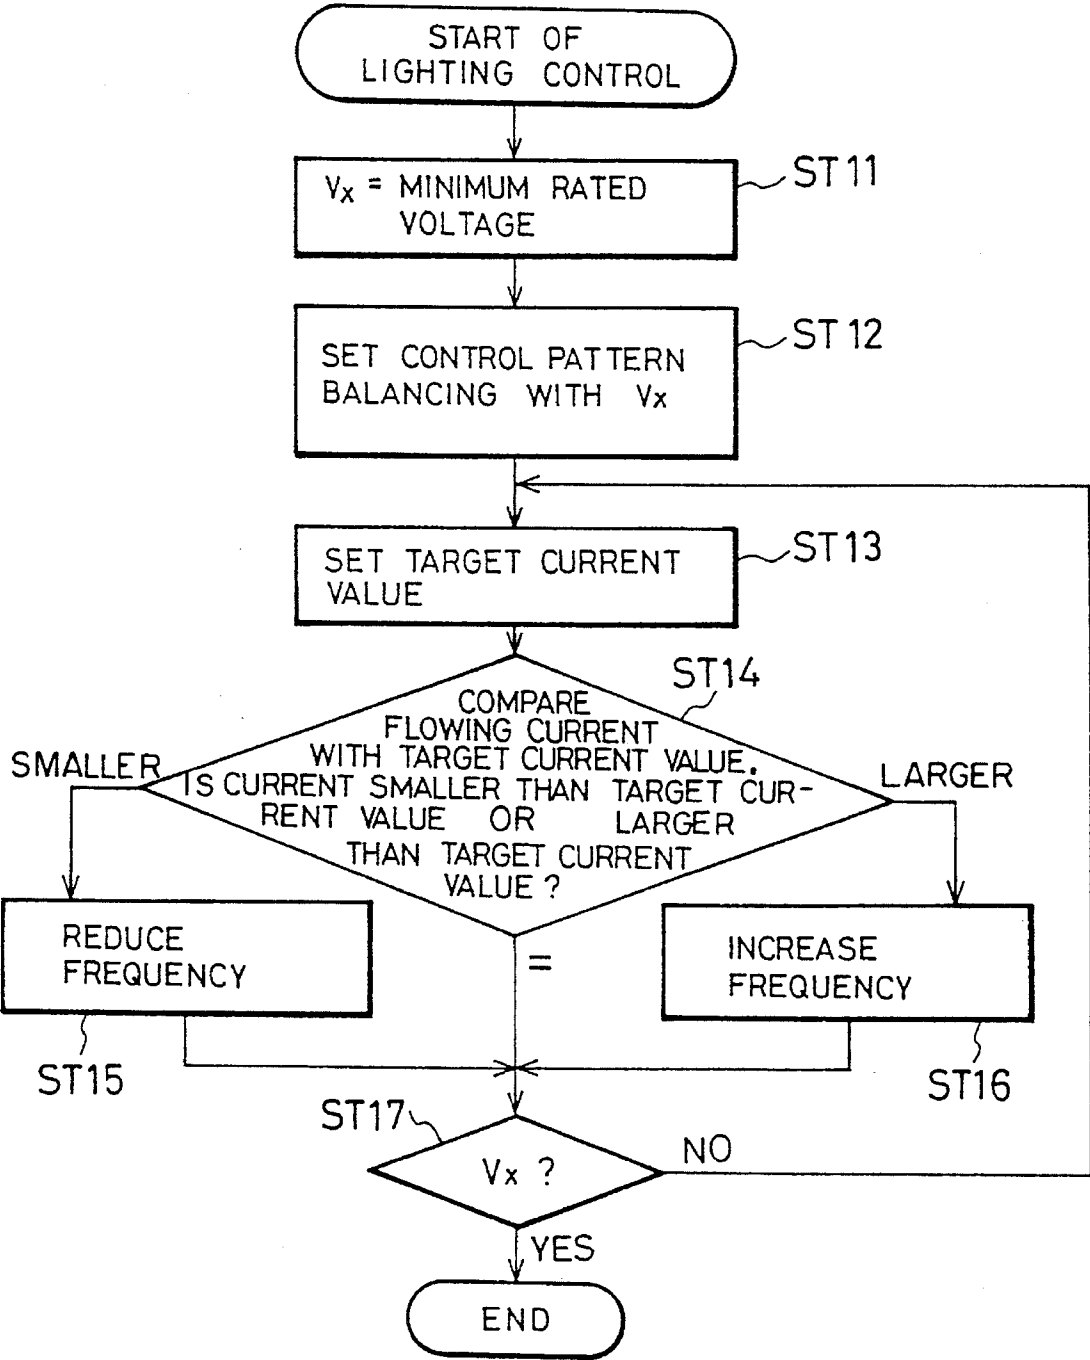 START OF
LIGHTING CONTROL
Vx = MINIMUM RATED
VOLTAGE
ST11
SET CONTROL PATTERN
BALANCING WITH Vx
ST12
SET TARGET CURRENT
VALUE
ST13
ST14
COMPARE
FLOWING CURRENT
WITH TARGET CURRENT VALUE.
IS CURRENT SMALLER THAN TARGET CUR-
RENT VALUE OR LARGER
THAN TARGET CURRENT
VALUE ?
SMALLER
LARGER
=
REDUCE
FREQUENCY
ST15
INCREASE
FREQUENCY
ST16
ST17
Vx ?
NO
YES
END